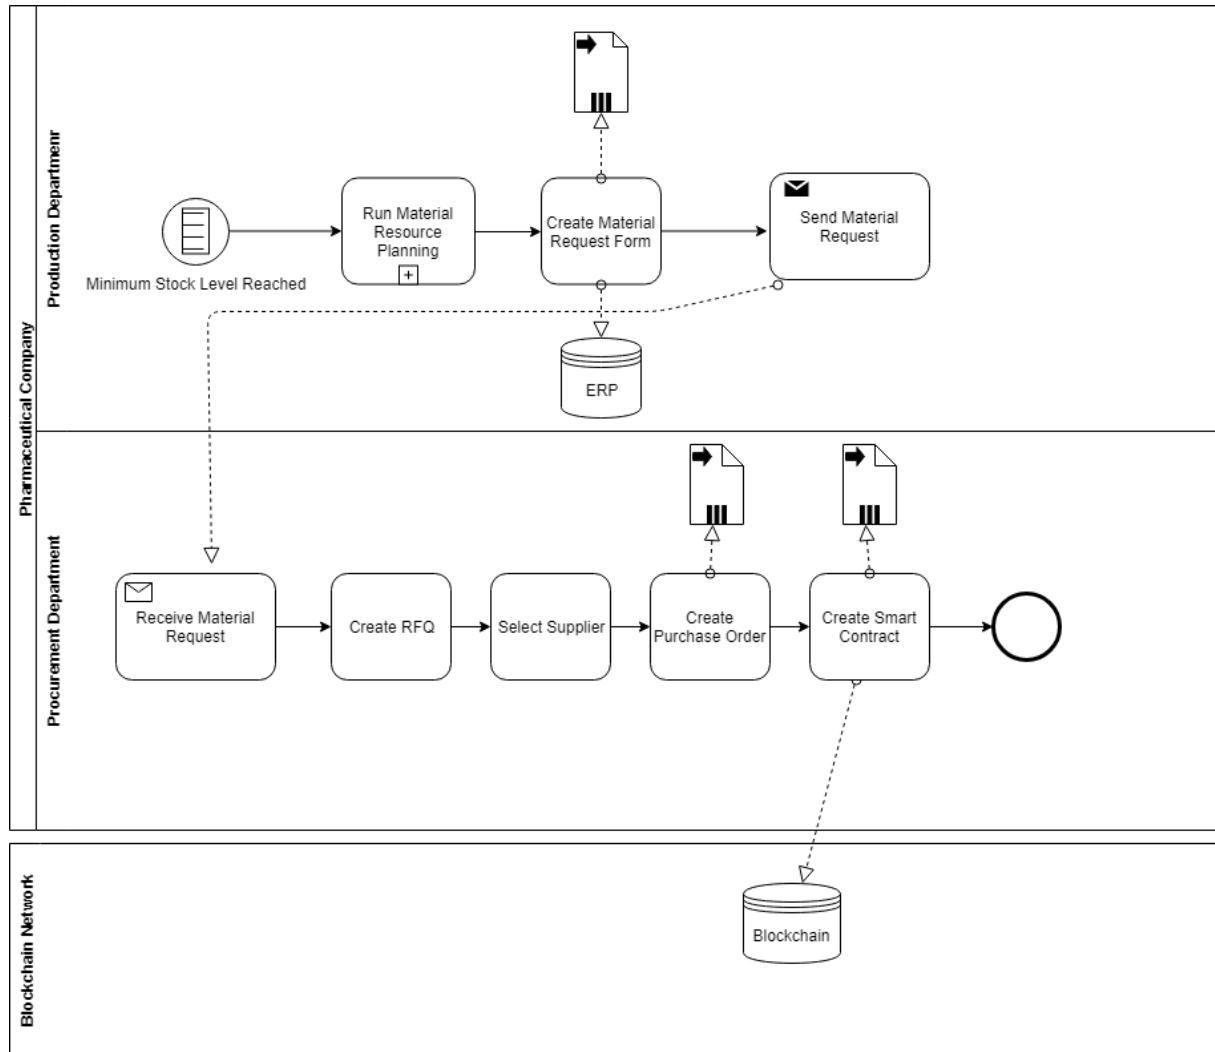 Pharmaceutical Company
Production Departmenr
Minimum Stock Level Reached
Run Material
Resource
Planning
Create Material
Request Form
Send Material
Request
ERP
Procurement Department
Receive Material
Request
Create RFQ
Select Supplier
Create
Purchase Order
Create Smart
Contract
Blockchain Network
Blockchain